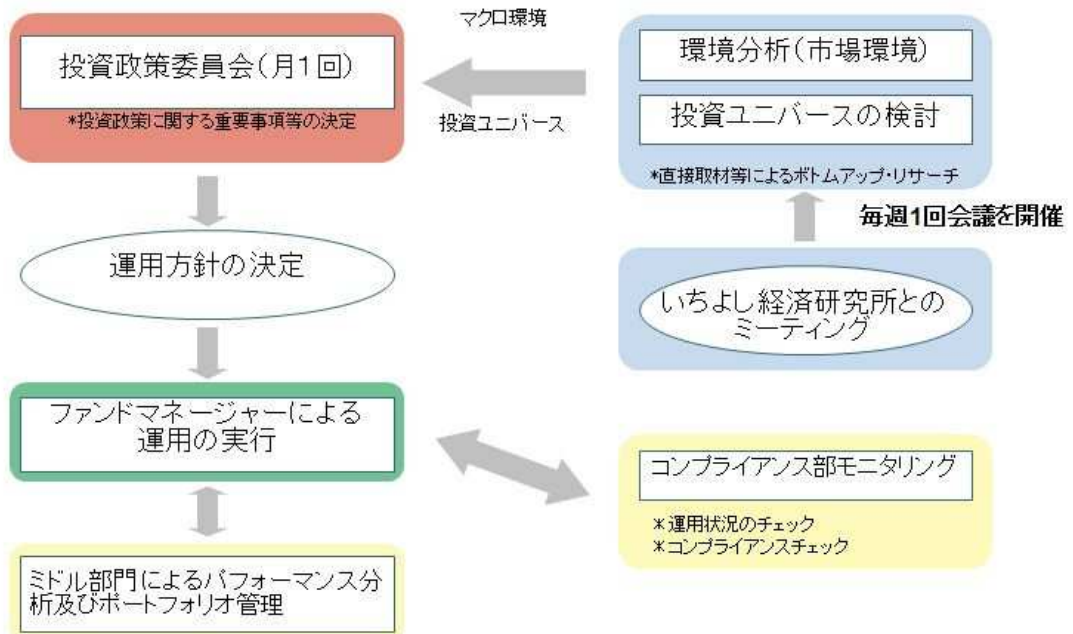 マクロ環境
投資政策委員会(月1回)
*投資政策に関する重要事項等の決定
投資ユニバース
環境分析(市場環境)
投資ユニバースの検討
*直接取材等によるボトムアップ・リサーチ
毎週1回会議を開催
運用方針の決定
いちよし経済研究所との
ミーティング
ファンドマネージャーによる
運用の実行
コンプライアンス部モニタリング
*運用状況のチェック
*コンプライアンスチェック
ミドル部門によるパフォーマンス分
析及びポートフォリオ管理